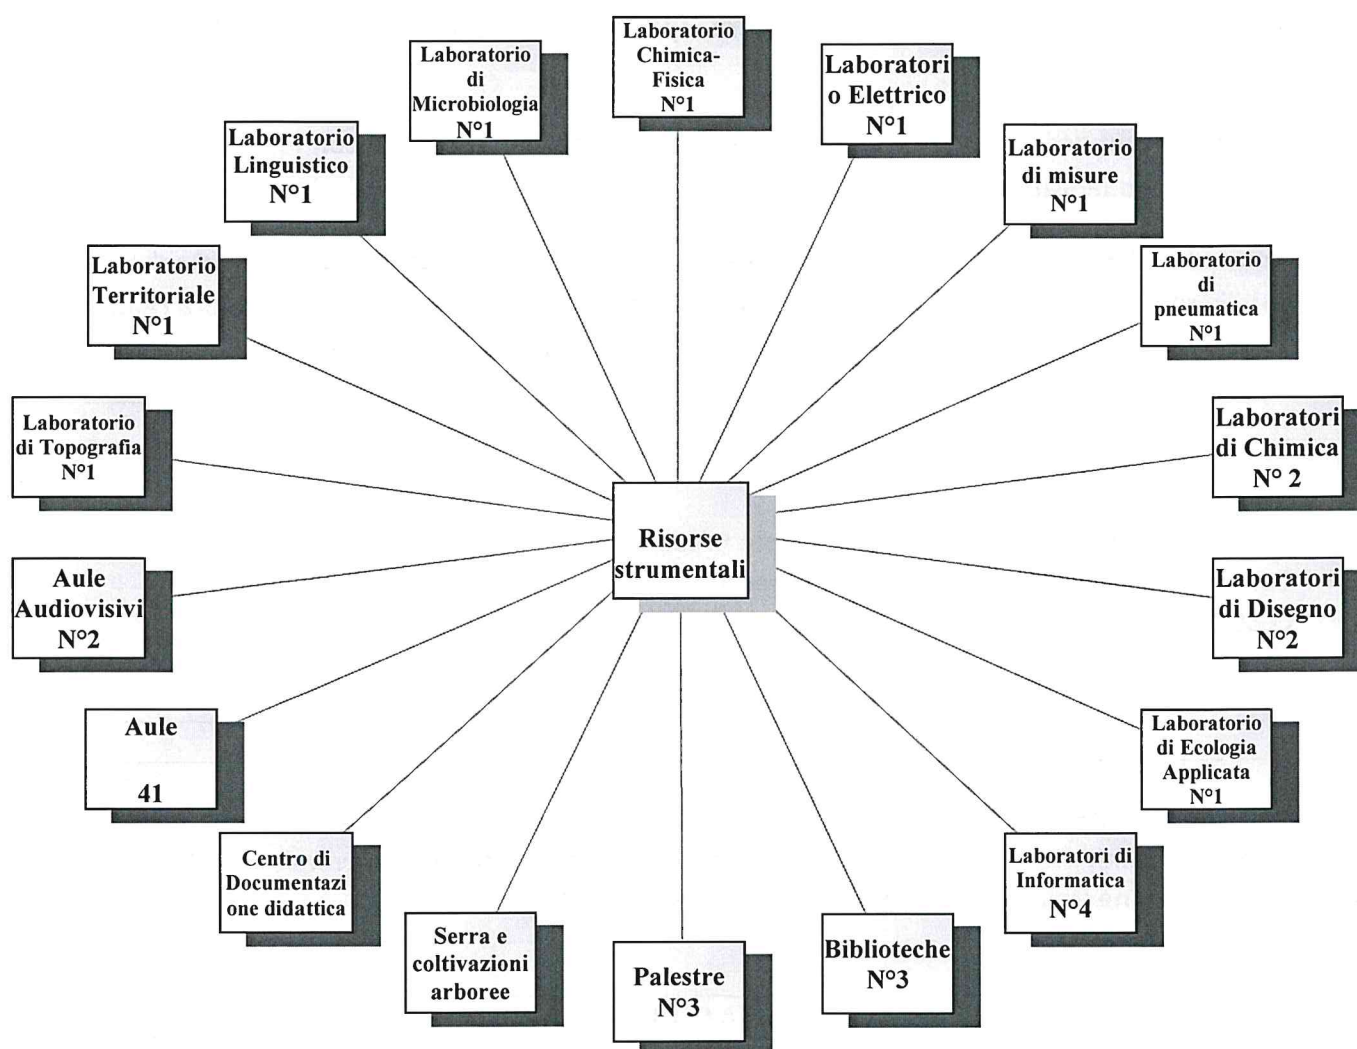 Laboratorio
Chimica-
Fisica
N°1
Laboratori
o Elettrico
N°1
Laboratorio
di misure
N°1
Laboratorio
di
pneumatica
N°1
Laboratori
di Chimica
N° 2
Laboratori
di Disegno
N°2
Laboratorio
di Ecologia
Applicata
N°1
Laboratori di
Informatica
N°4
Biblioteche
N°3
Palestre
N°3
Serra e
coltivazioni
arboree
Centro di
Documentazi
one didattica
Aule
41
Aule
Audiovisivi
N°2
Laboratorio
di Topografia
N°1
Laboratorio
Territoriale
N°1
Laboratorio
Linguistico
N°1
Laboratorio
di
Microbiologia
N°1
Risorse
strumentali